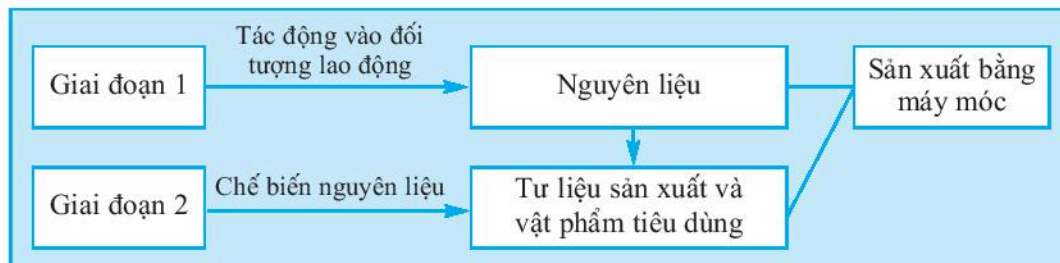 Giai đoạn 1
Tác động vào đối
tượng lao động
Nguyên liệu
Sản xuất bằng
máy móc
Giai đoạn 2
Chế biến nguyên liệu
Tư liệu sản xuất và
vật phẩm tiêu dùng